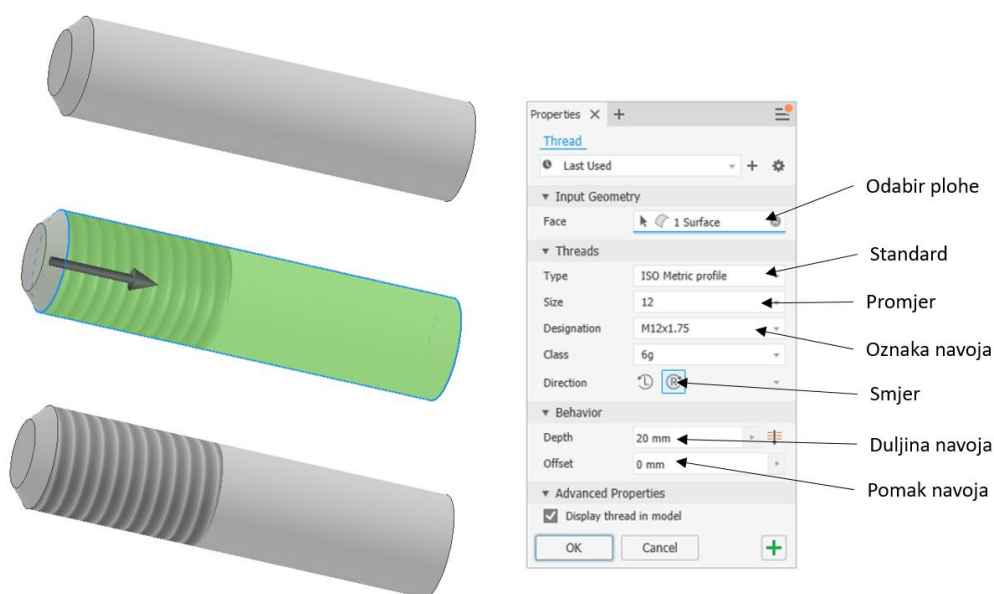 Properties
Thread
Last Used
Input Geometry
Face 1 Surface
Odabir plohe
Threads
Type ISO Metric profile
Standard
Size 12
Promjer
Designation M12x1.75
Oznaka navoja
Class 6g
Direction L R
Smjer
Behavior
Depth 20 mm
Duljina navoja
Offset 0 mm
Pomak navoja
Advanced Properties
Display thread in model
OK Cancel